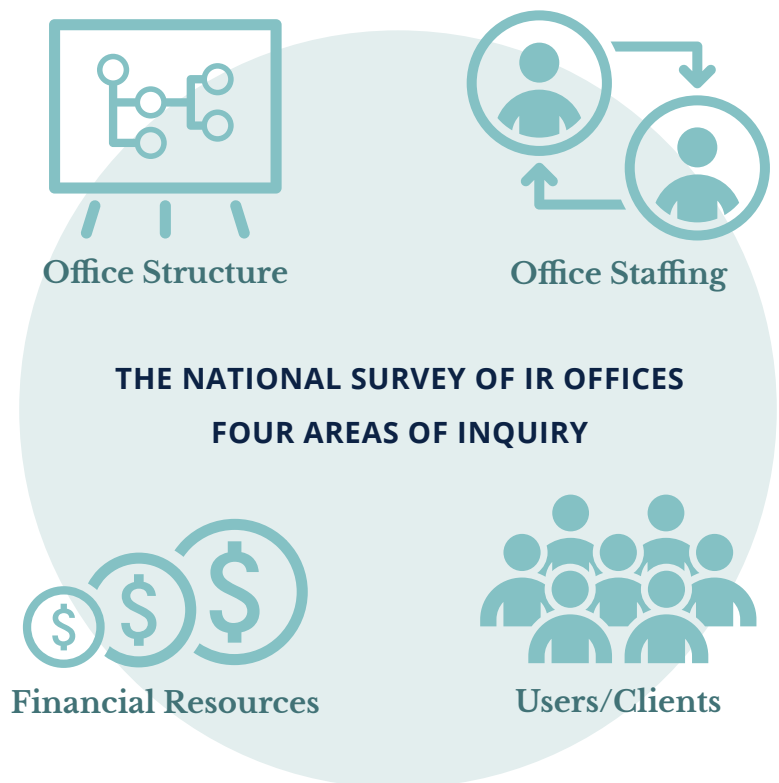 Office Structure
Office Staffing
THE NATIONAL SURVEY OF IR OFFICES
FOUR AREAS OF INQUIRY
$ $ $
Financial Resources
Users/Clients